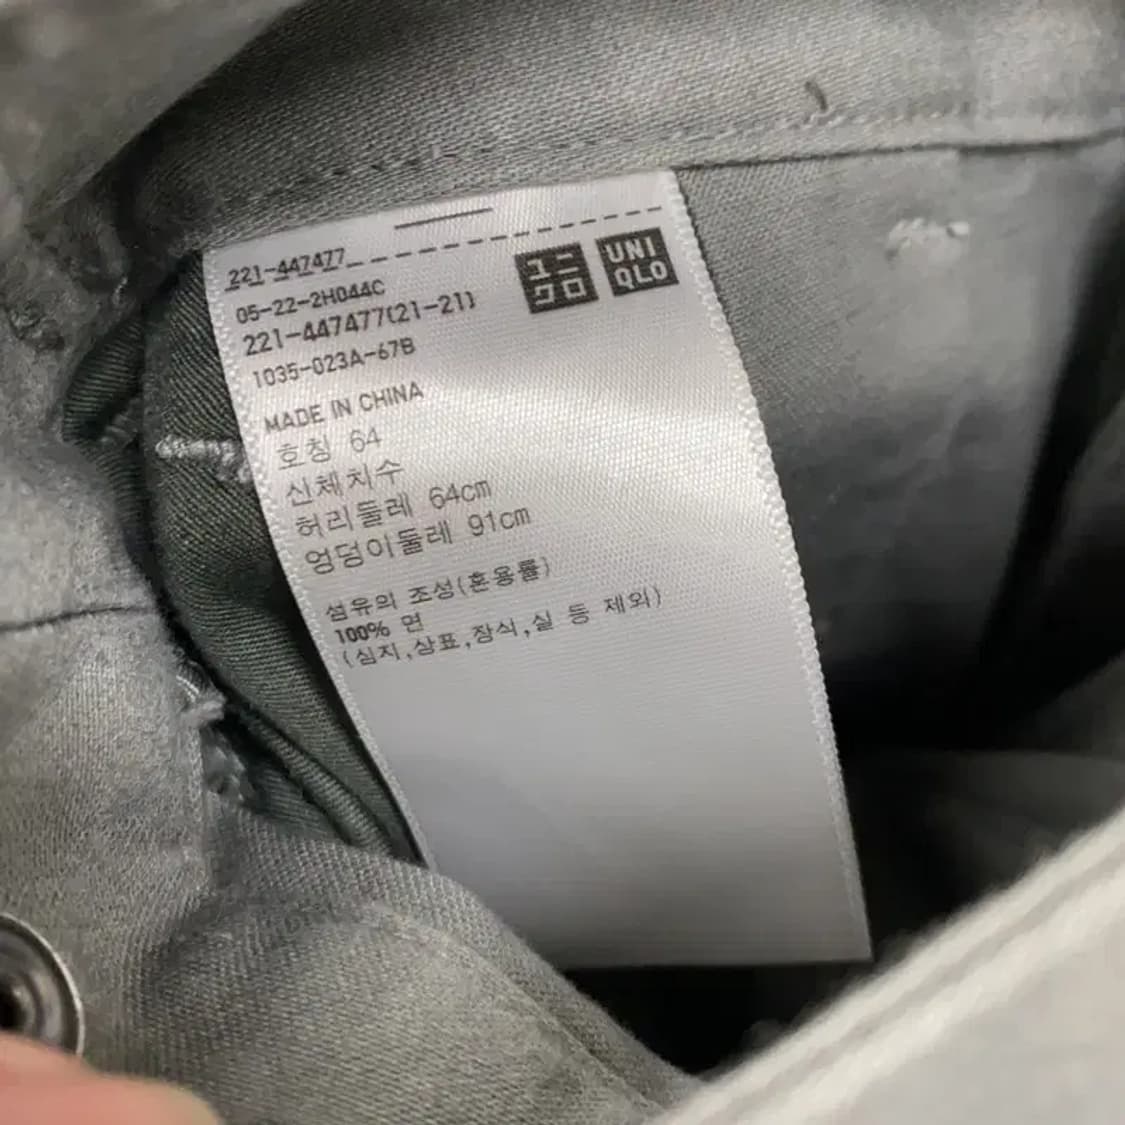 221-447477
ユニ
クロ
UNI
QLO
05-22-2H044C
221-447477(21-21)
1035-023A-67B
MADE IN CHINA
호칭 64
신체치수
허리둘레 64cm
엉덩이둘레 91cm
섬유의 조성(혼용률)
100% 면
(심지,상표,장식,실 등 제외)